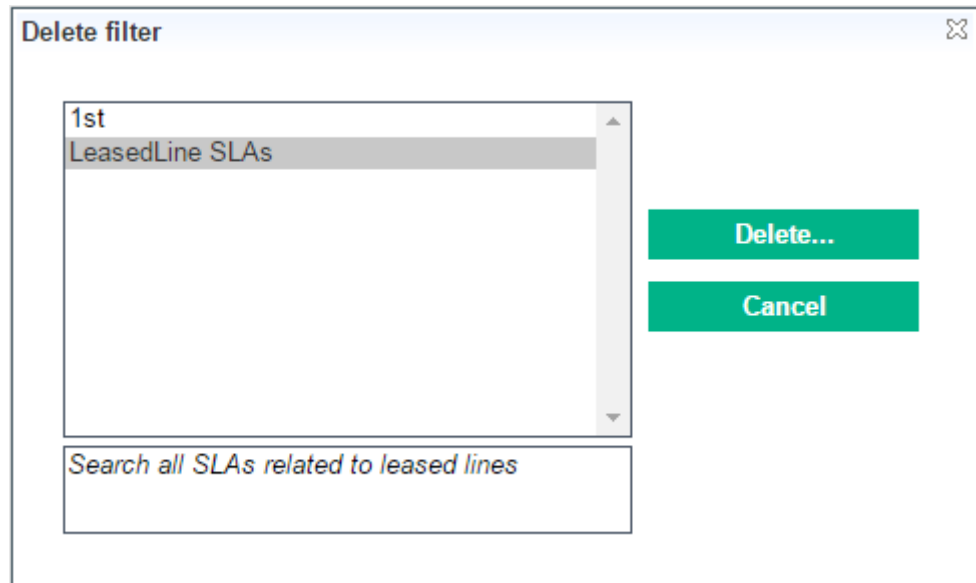 Delete filter
1st
LeasedLine SLAs
Delete...
Cancel
Search all SLAs related to leased lines